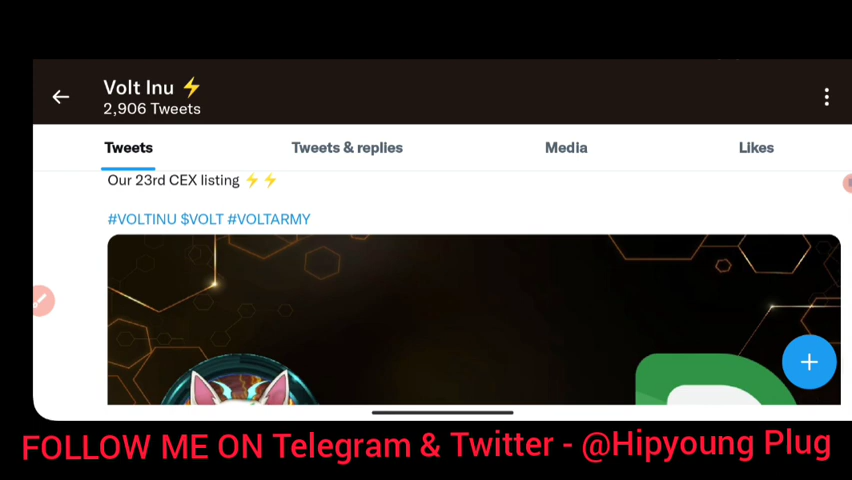 Volt Inu ⚡
2,906 Tweets
Tweets Tweets & replies Media Likes
Our 23rd CEX listing ⚡⚡
#VOLTINU $VOLT #VOLTARMY
FOLLOW ME ON Telegram & Twitter - @Hipyoung Plug